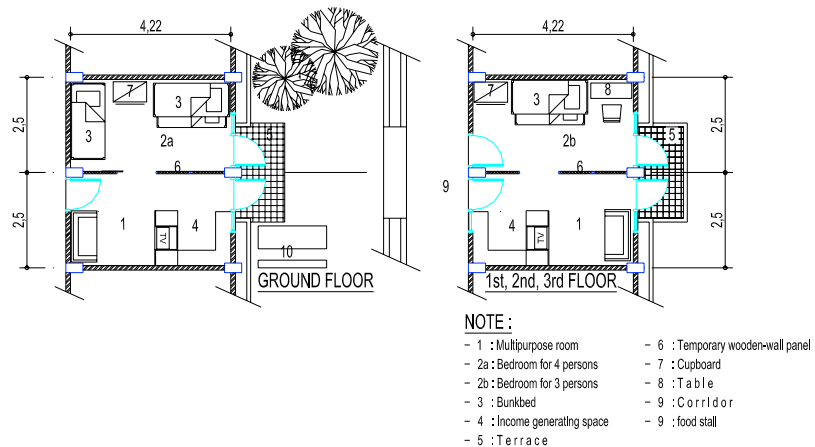 4,22
4,22
7
3
3
2a
5
6
2,5
2,5
1
TV
4
10
GROUND FLOOR
7
3
8
2b
5
6
9
2,5
2,5
4
TV
1
1st, 2nd, 3rd FLOOR
NOTE :
- 1 : Multipurpose room
- 2a : Bedroom for 4 persons
- 2b : Bedroom for 3 persons
- 3 : Bunkbed
- 4 : Income generating space
- 5 : Terrace
- 6 : Temporary wooden-wall panel
- 7 : Cupboard
- 8 : Table
- 9 : Corridor
- 9 : food stall